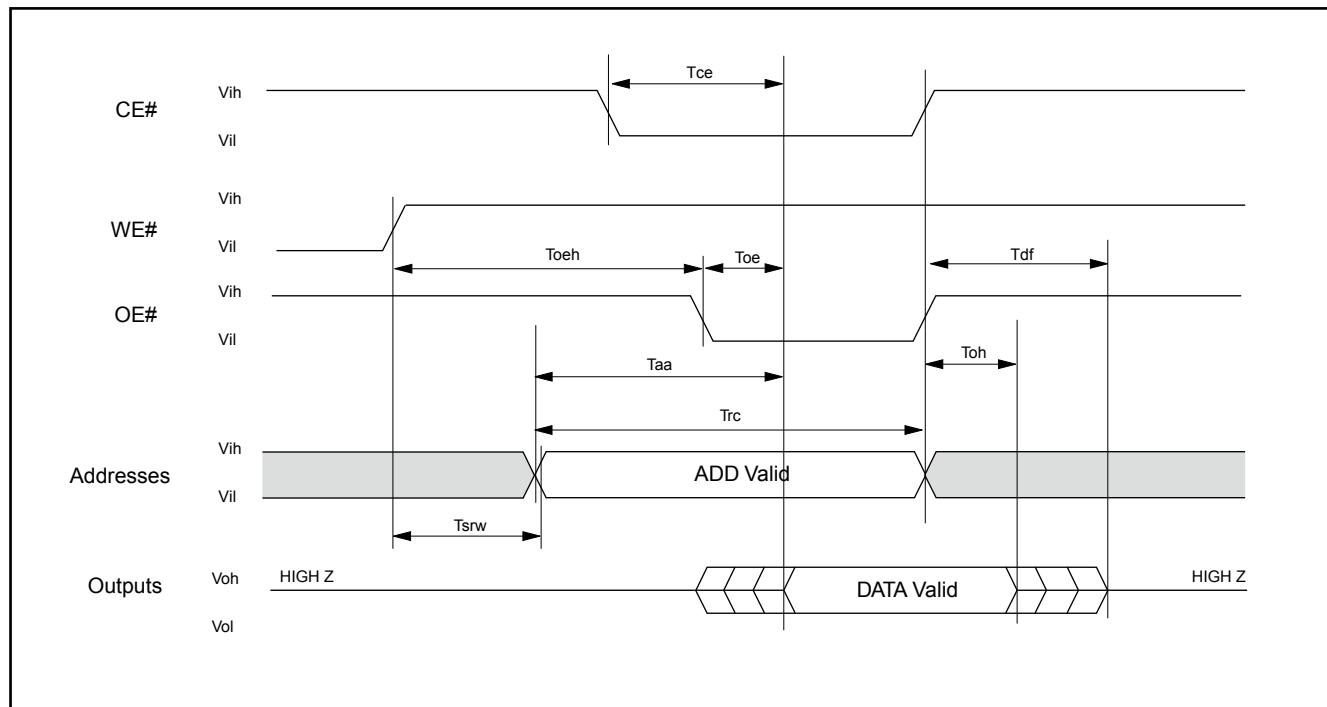 Tce
CE#
Vih
Vil
WE#
Vih
Vil
Toeh
Toe
Tdf
OE#
Vih
Vil
Taa
Toh
Trc
Addresses
Vih
Vil
ADD Valid
Tsrw
Outputs
Voh
Vol
HIGH Z
DATA Valid
HIGH Z